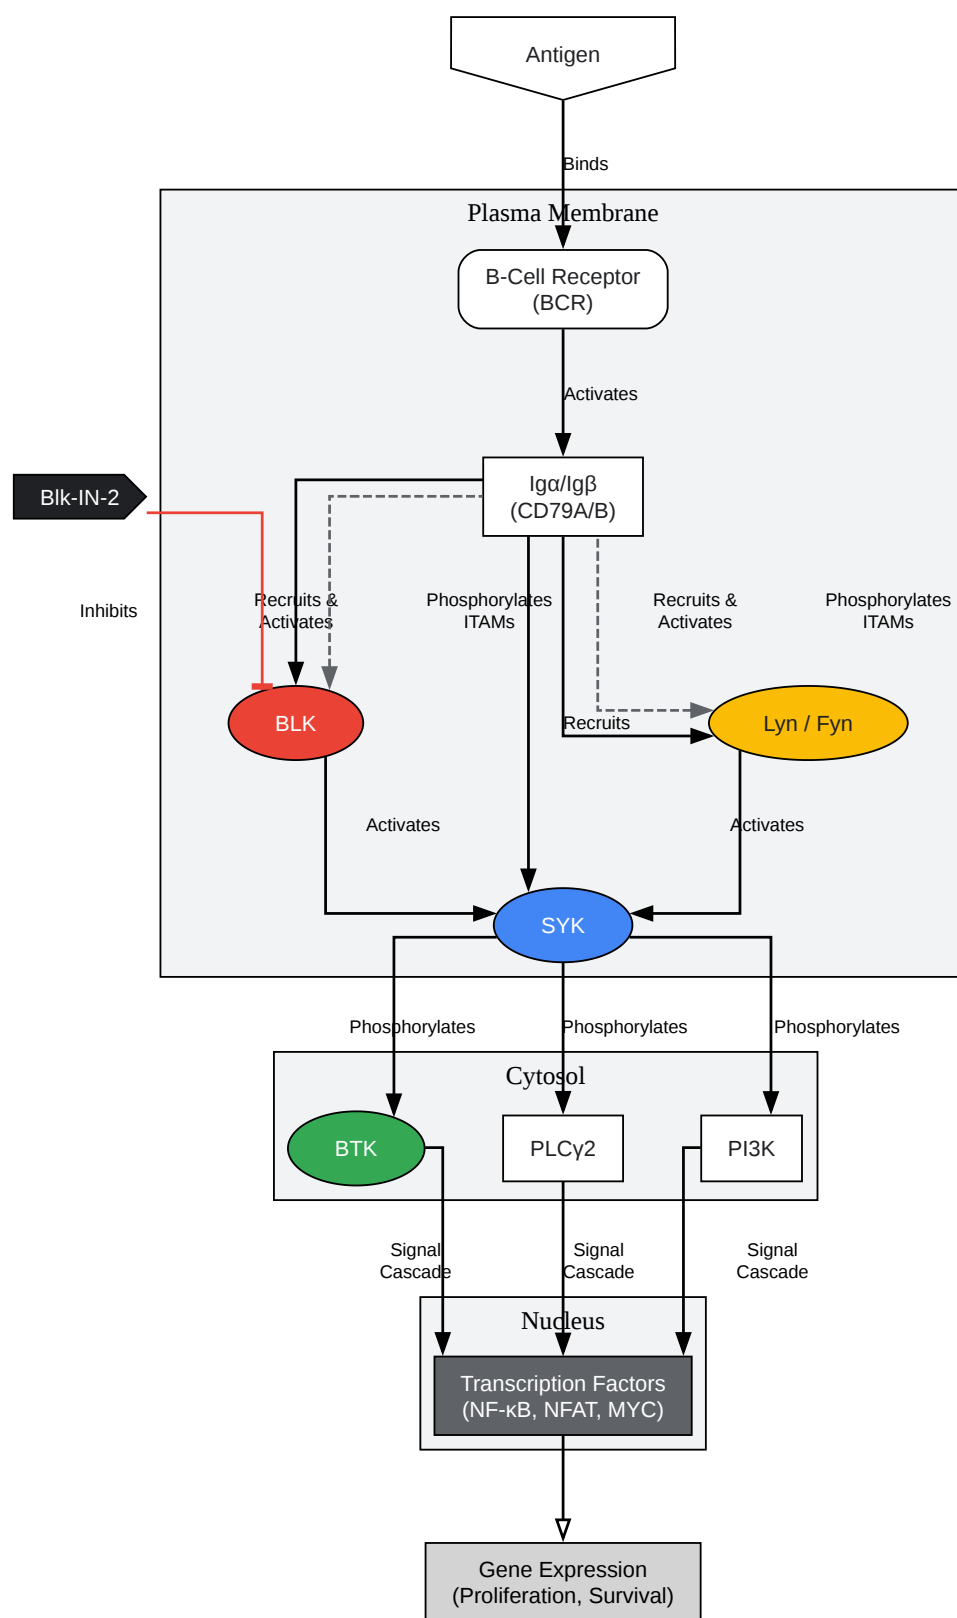 Antigen
Binds
Plasma Membrane
B-Cell Receptor
(BCR)
Activates
Igα/Igβ
(CD79A/B)
Blk-IN-2
Inhibits
Recruits &
Activates
Phosphorylates
ITAMs
Recruits &
Activates
Phosphorylates
ITAMs
BLK
Recruits
Lyn / Fyn
Activates
Activates
SYK
Phosphorylates
Phosphorylates
Phosphorylates
Cytosol
BTK
PLCγ2
PI3K
Signal
Cascade
Signal
Cascade
Signal
Cascade
Nucleus
Transcription Factors
(NF-κB, NFAT, MYC)
Gene Expression
(Proliferation, Survival)